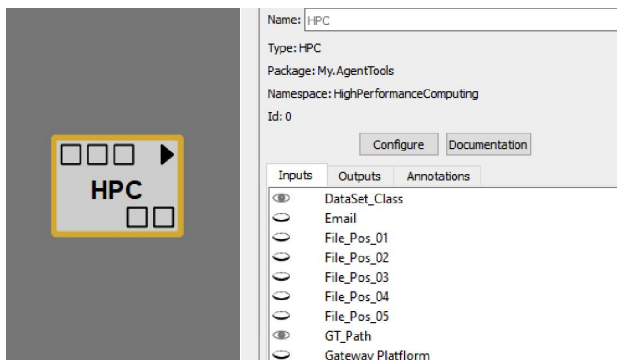 HPC
Name: HPC
Type: HPC
Package: My.AgentTools
Namespace: HighPerformanceComputing
Id: 0
Configure Documentation
Inputs Outputs Annotations
DataSet_Class
Email
File_Pos_01
File_Pos_02
File_Pos_03
File_Pos_04
File_Pos_05
GT_Path
Gateway Platflorm